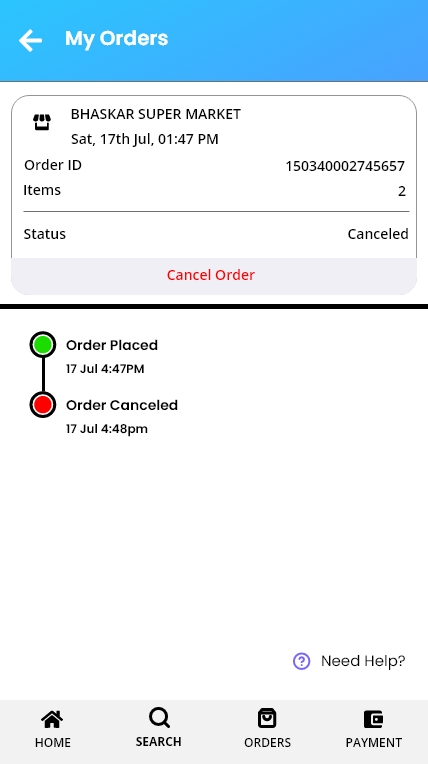 My Orders
BHASKAR SUPER MARKET
Sat, 17th Jul, 01:47 PM
Order ID 150340002745657
Items 2
Status Canceled
Cancel Order
Order Placed
17 Jul 4:47PM
Order Canceled
17 Jul 4:48pm
Need Help?
HOME SEARCH ORDERS PAYMENT